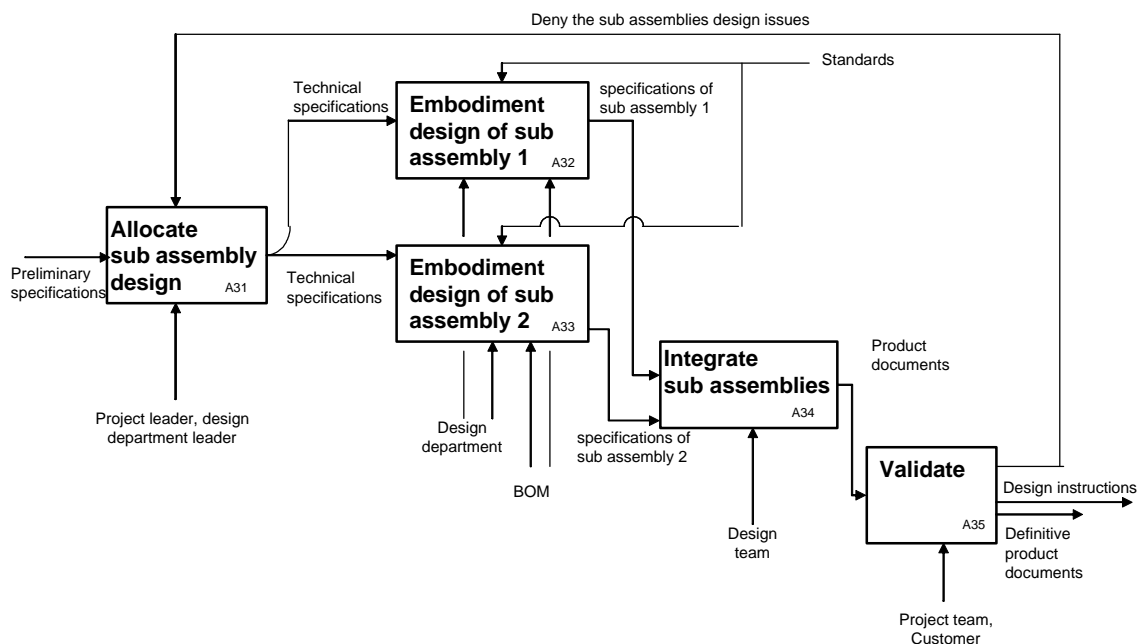 Deny the sub assemblies design issues
Standards
Technical
specifications
Embodiment
design of sub
assembly 1
A32
specifications of
sub assembly 1
Allocate
sub assembly
design
A31
Preliminary
specifications
Technical
specifications
Embodiment
design of sub
assembly 2
A33
Project leader, design
department leader
Design
department
BOM
specifications of
sub assembly 2
Integrate
sub assemblies
A34
Product
documents
Design
team
Validate
A35
Design instructions
Definitive
product
documents
Project team,
Customer